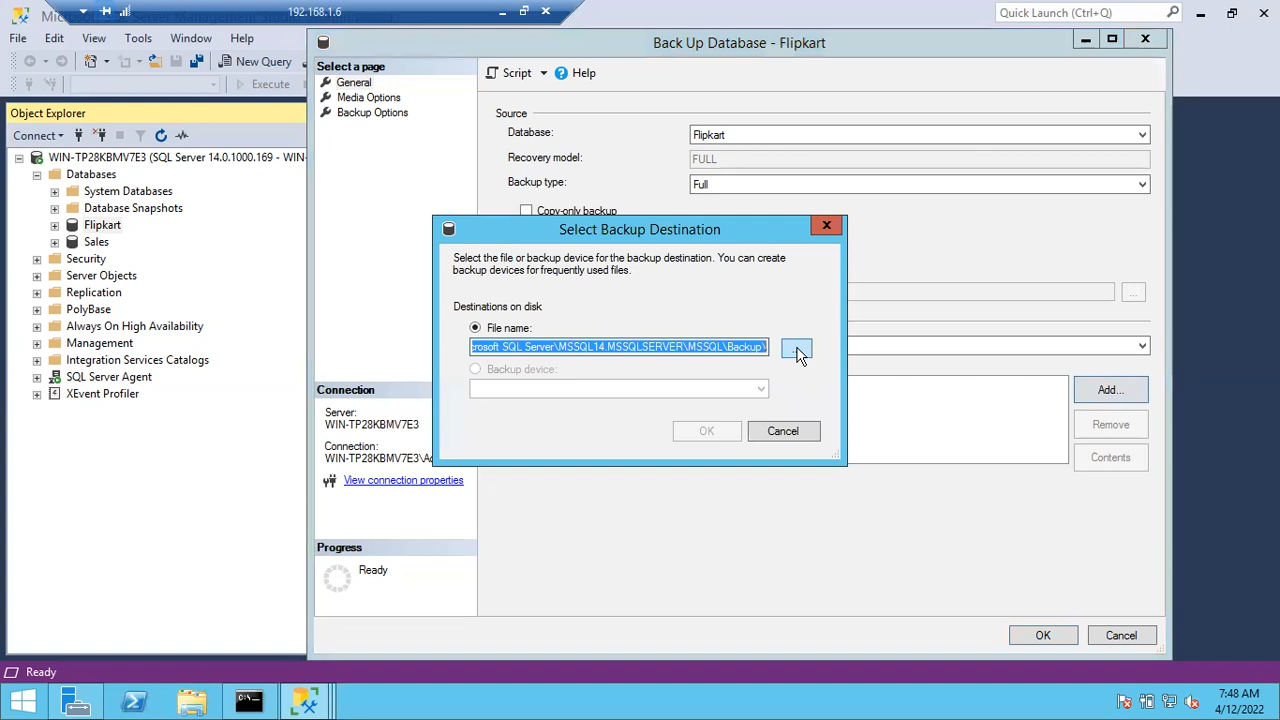 Microsoft SQL Server Management Studio
192.168.1.6
Quick Launch (Ctrl+Q)
File Edit View Tools Window Help
New Query
Execute
Object Explorer
Connect
WIN-TP28KBMV7E3 (SQL Server 14.0.1000.169 - WIN-
Databases
System Databases
Database Snapshots
Flipkart
Sales
Security
Server Objects
Replication
PolyBase
Always On High Availability
Management
Integration Services Catalogs
SQL Server Agent
XEvent Profiler
Back Up Database - Flipkart
Select a page
General
Media Options
Backup Options
Script Help
Source
Database: Flipkart
Recovery model: FULL
Backup type: Full
Copy-only backup
...
Select Backup Destination
Select the file or backup device for the backup destination. You can create
backup devices for frequently used files.
Destinations on disk
File name:
crosoft SQL Server\MSSQL14.MSSQLSERVER\MSSQL\Backup\
Backup device:
OK Cancel
Add...
Remove
Contents
Connection
Server:
WIN-TP28KBMV7E3
Connection:
WIN-TP28KBMV7E3\Ad
View connection properties
Progress
Ready
OK Cancel
Ready
7:48 AM
4/12/2022